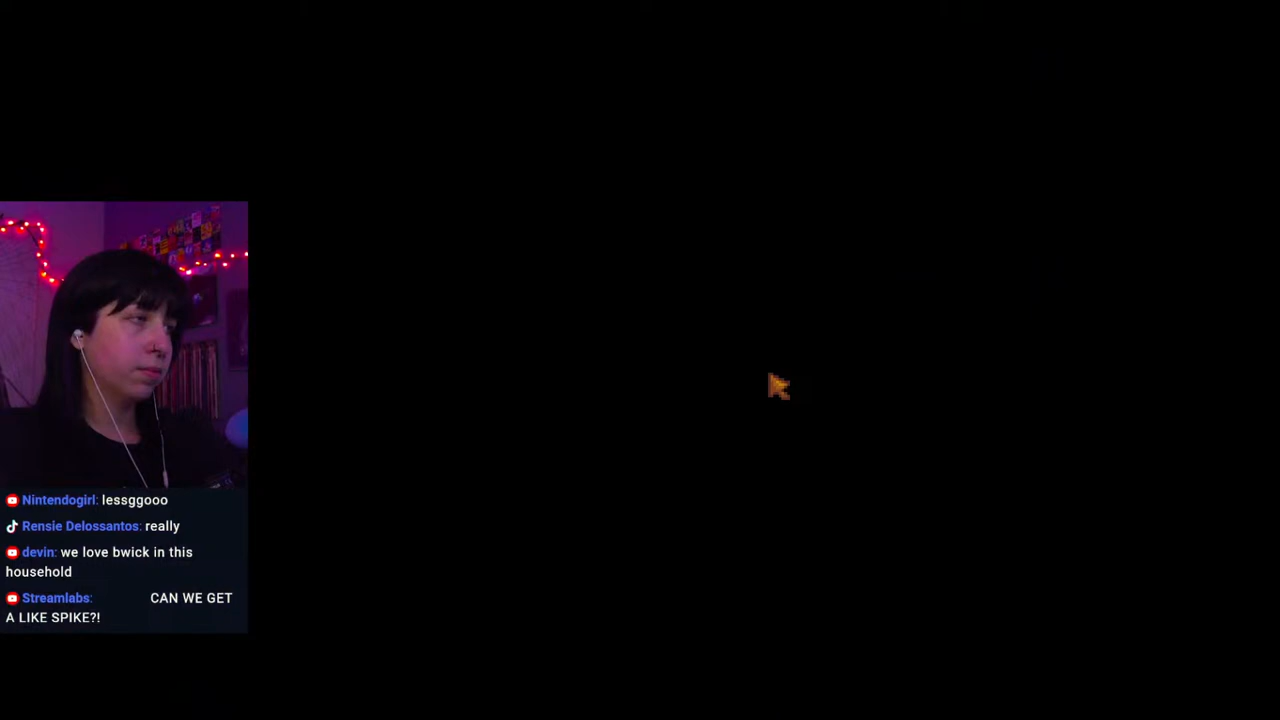 Nintendogirl: lessggooo
Rensie Delossantos: really
devin: we love bwick in this
household
Streamlabs: CAN WE GET
A LIKE SPIKE?!